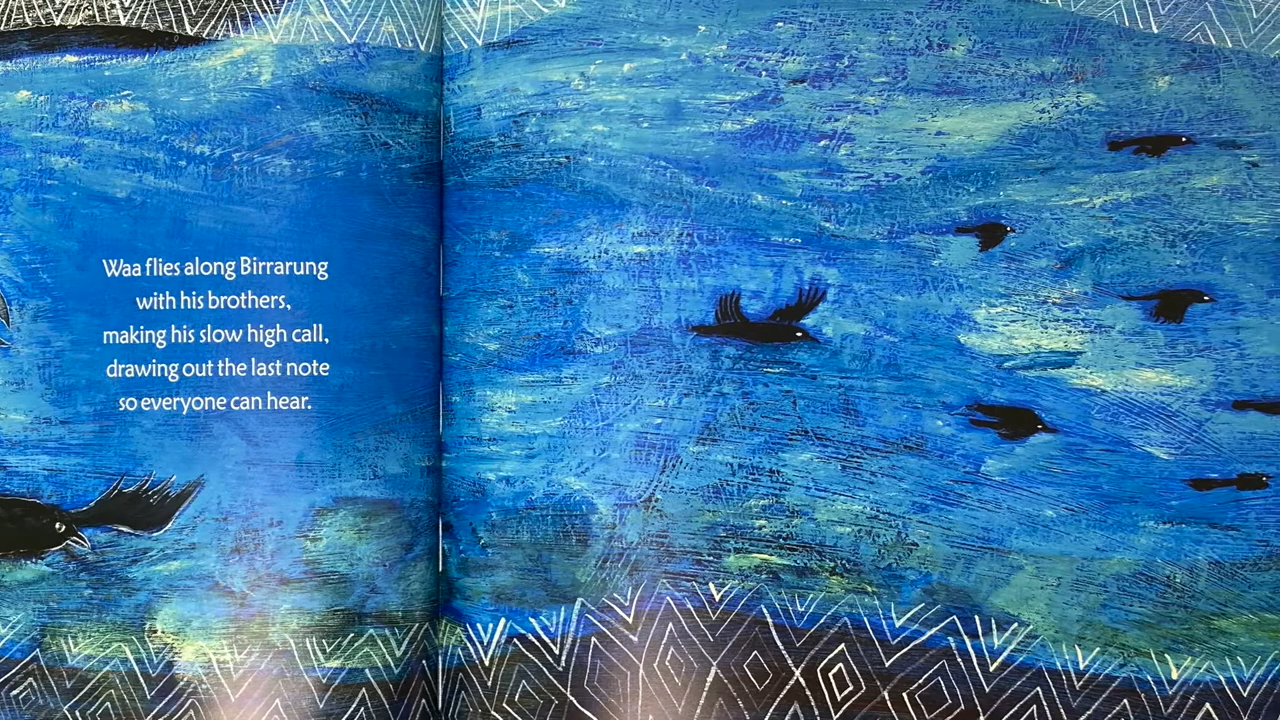 Waa flies along Birrarung
with his brothers,
making his slow high call,
drawing out the last note
so everyone can hear.